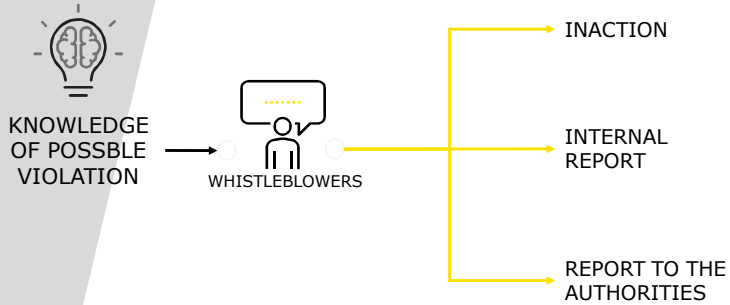 KNOWLEDGE
OF POSSBLE
VIOLATION
WHISTLEBLOWERS
INACTION
INTERNAL
REPORT
REPORT TO THE
AUTHORITIES